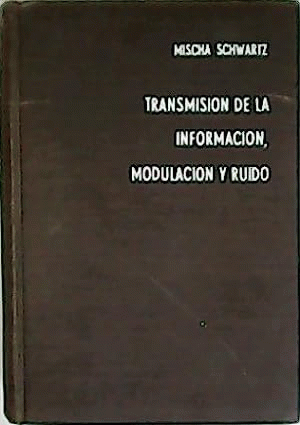 MISCHA SCHWARTZ
TRANSMISION DE LA
INFORMACION,
MODULACION Y RUIDO